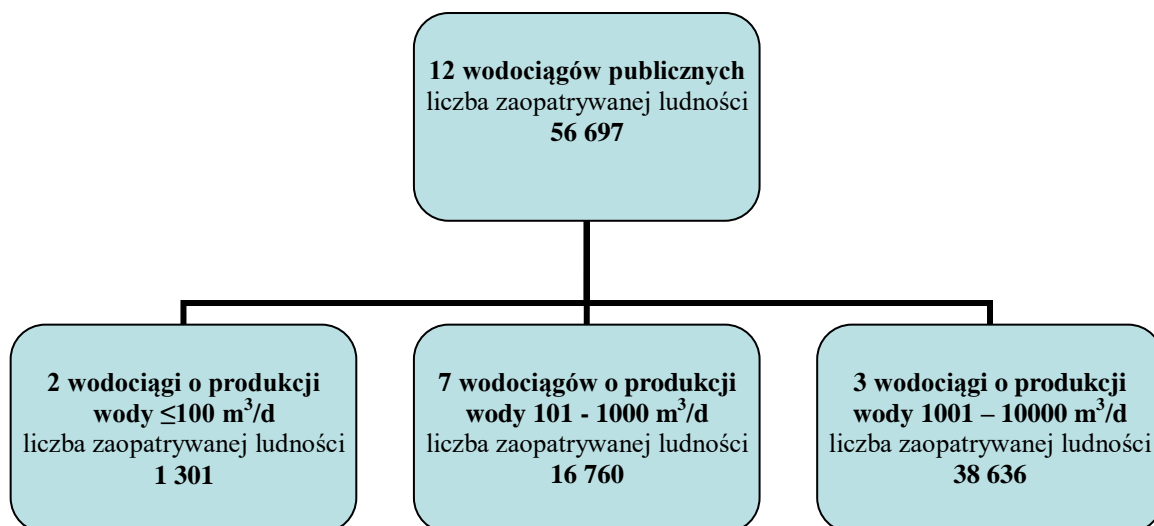 12 wodociągów publicznych
liczba zaopatrywanej ludności
56 697
2 wodociągi o produkcji
wody ≤100 m³/d
liczba zaopatrywanej ludności
1 301
7 wodociągów o produkcji
wody 101 - 1000 m³/d
liczba zaopatrywanej ludności
16 760
3 wodociągi o produkcji
wody 1001 – 10000 m³/d
liczba zaopatrywanej ludności
38 636